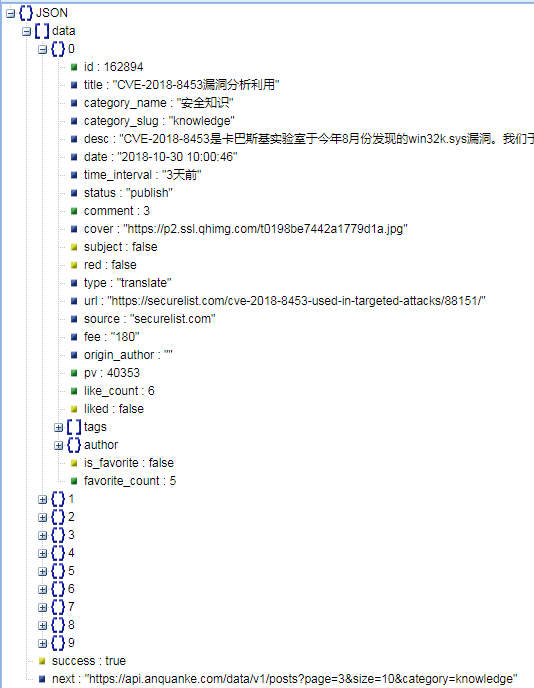 JSON
data
0
id : 162894
title : "CVE-2018-8453漏洞分析利用"
category_name : "安全知识"
category_slug : "knowledge"
desc : "CVE-2018-8453是卡巴斯基实验室于今年8月份发现的win32k.sys漏洞。我们于
date : "2018-10-30 10:00:46"
time_interval : "3天前"
status : "publish"
comment : 3
cover : "https://p2.ssl.qhimg.com/t0198be7442a1779d1a.jpg"
subject : false
red : false
type : "translate"
url : "https://securelist.com/cve-2018-8453-used-in-targeted-attacks/88151/"
source : "securelist.com"
fee : "180"
origin_author : ""
pv : 40353
like_count : 6
liked : false
tags
author
is_favorite : false
favorite_count : 5
1
2
3
4
5
6
7
8
9
success : true
next : "https://api.anquanke.com/data/v1/posts?page=3&size=10&category=knowledge"